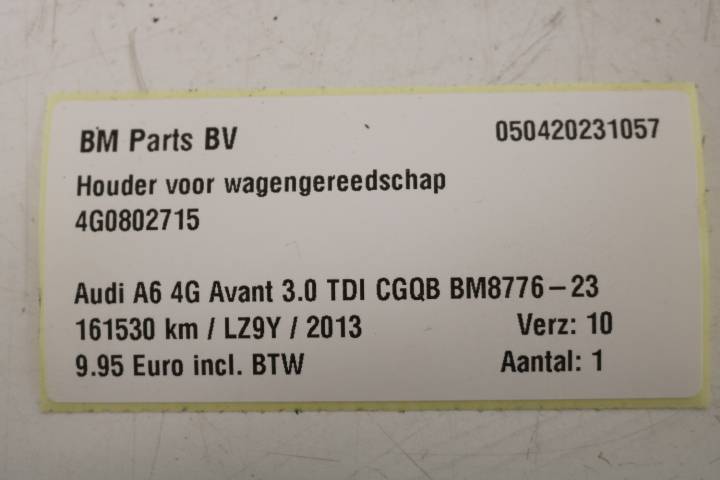 BM Parts BV 050420231057
Houder voor wagengereedschap
4G0802715
Audi A6 4G Avant 3.0 TDI CGQB BM8776-23
161530 km / LZ9Y / 2013 Verz: 10
9.95 Euro incl. BTW Aantal: 1